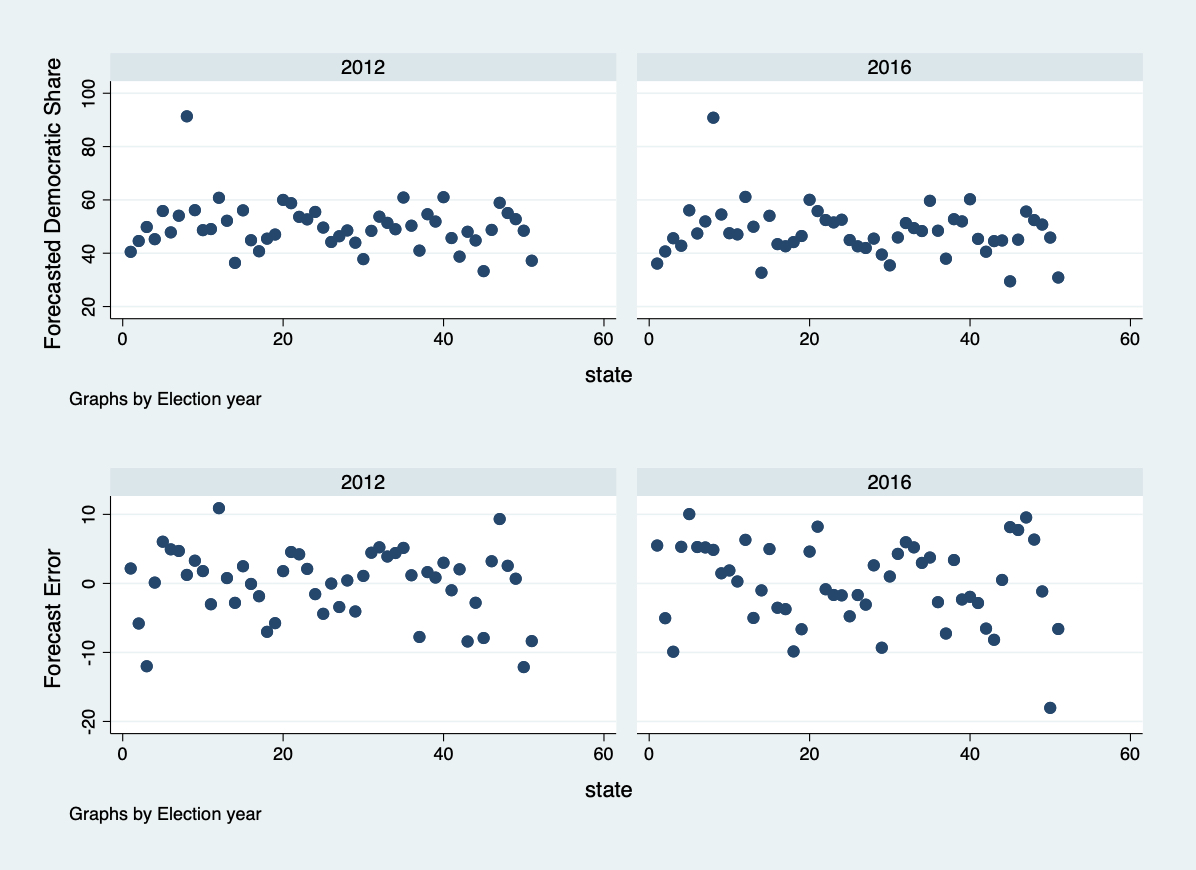 2012 2016
Forecasted Democratic Share
100
80
60
40
20
0 20 40 60 0 20 40 60
state
Graphs by Election year
2012 2016
Forecast Error
10
0
-10
-20
0 20 40 60 0 20 40 60
state
Graphs by Election year